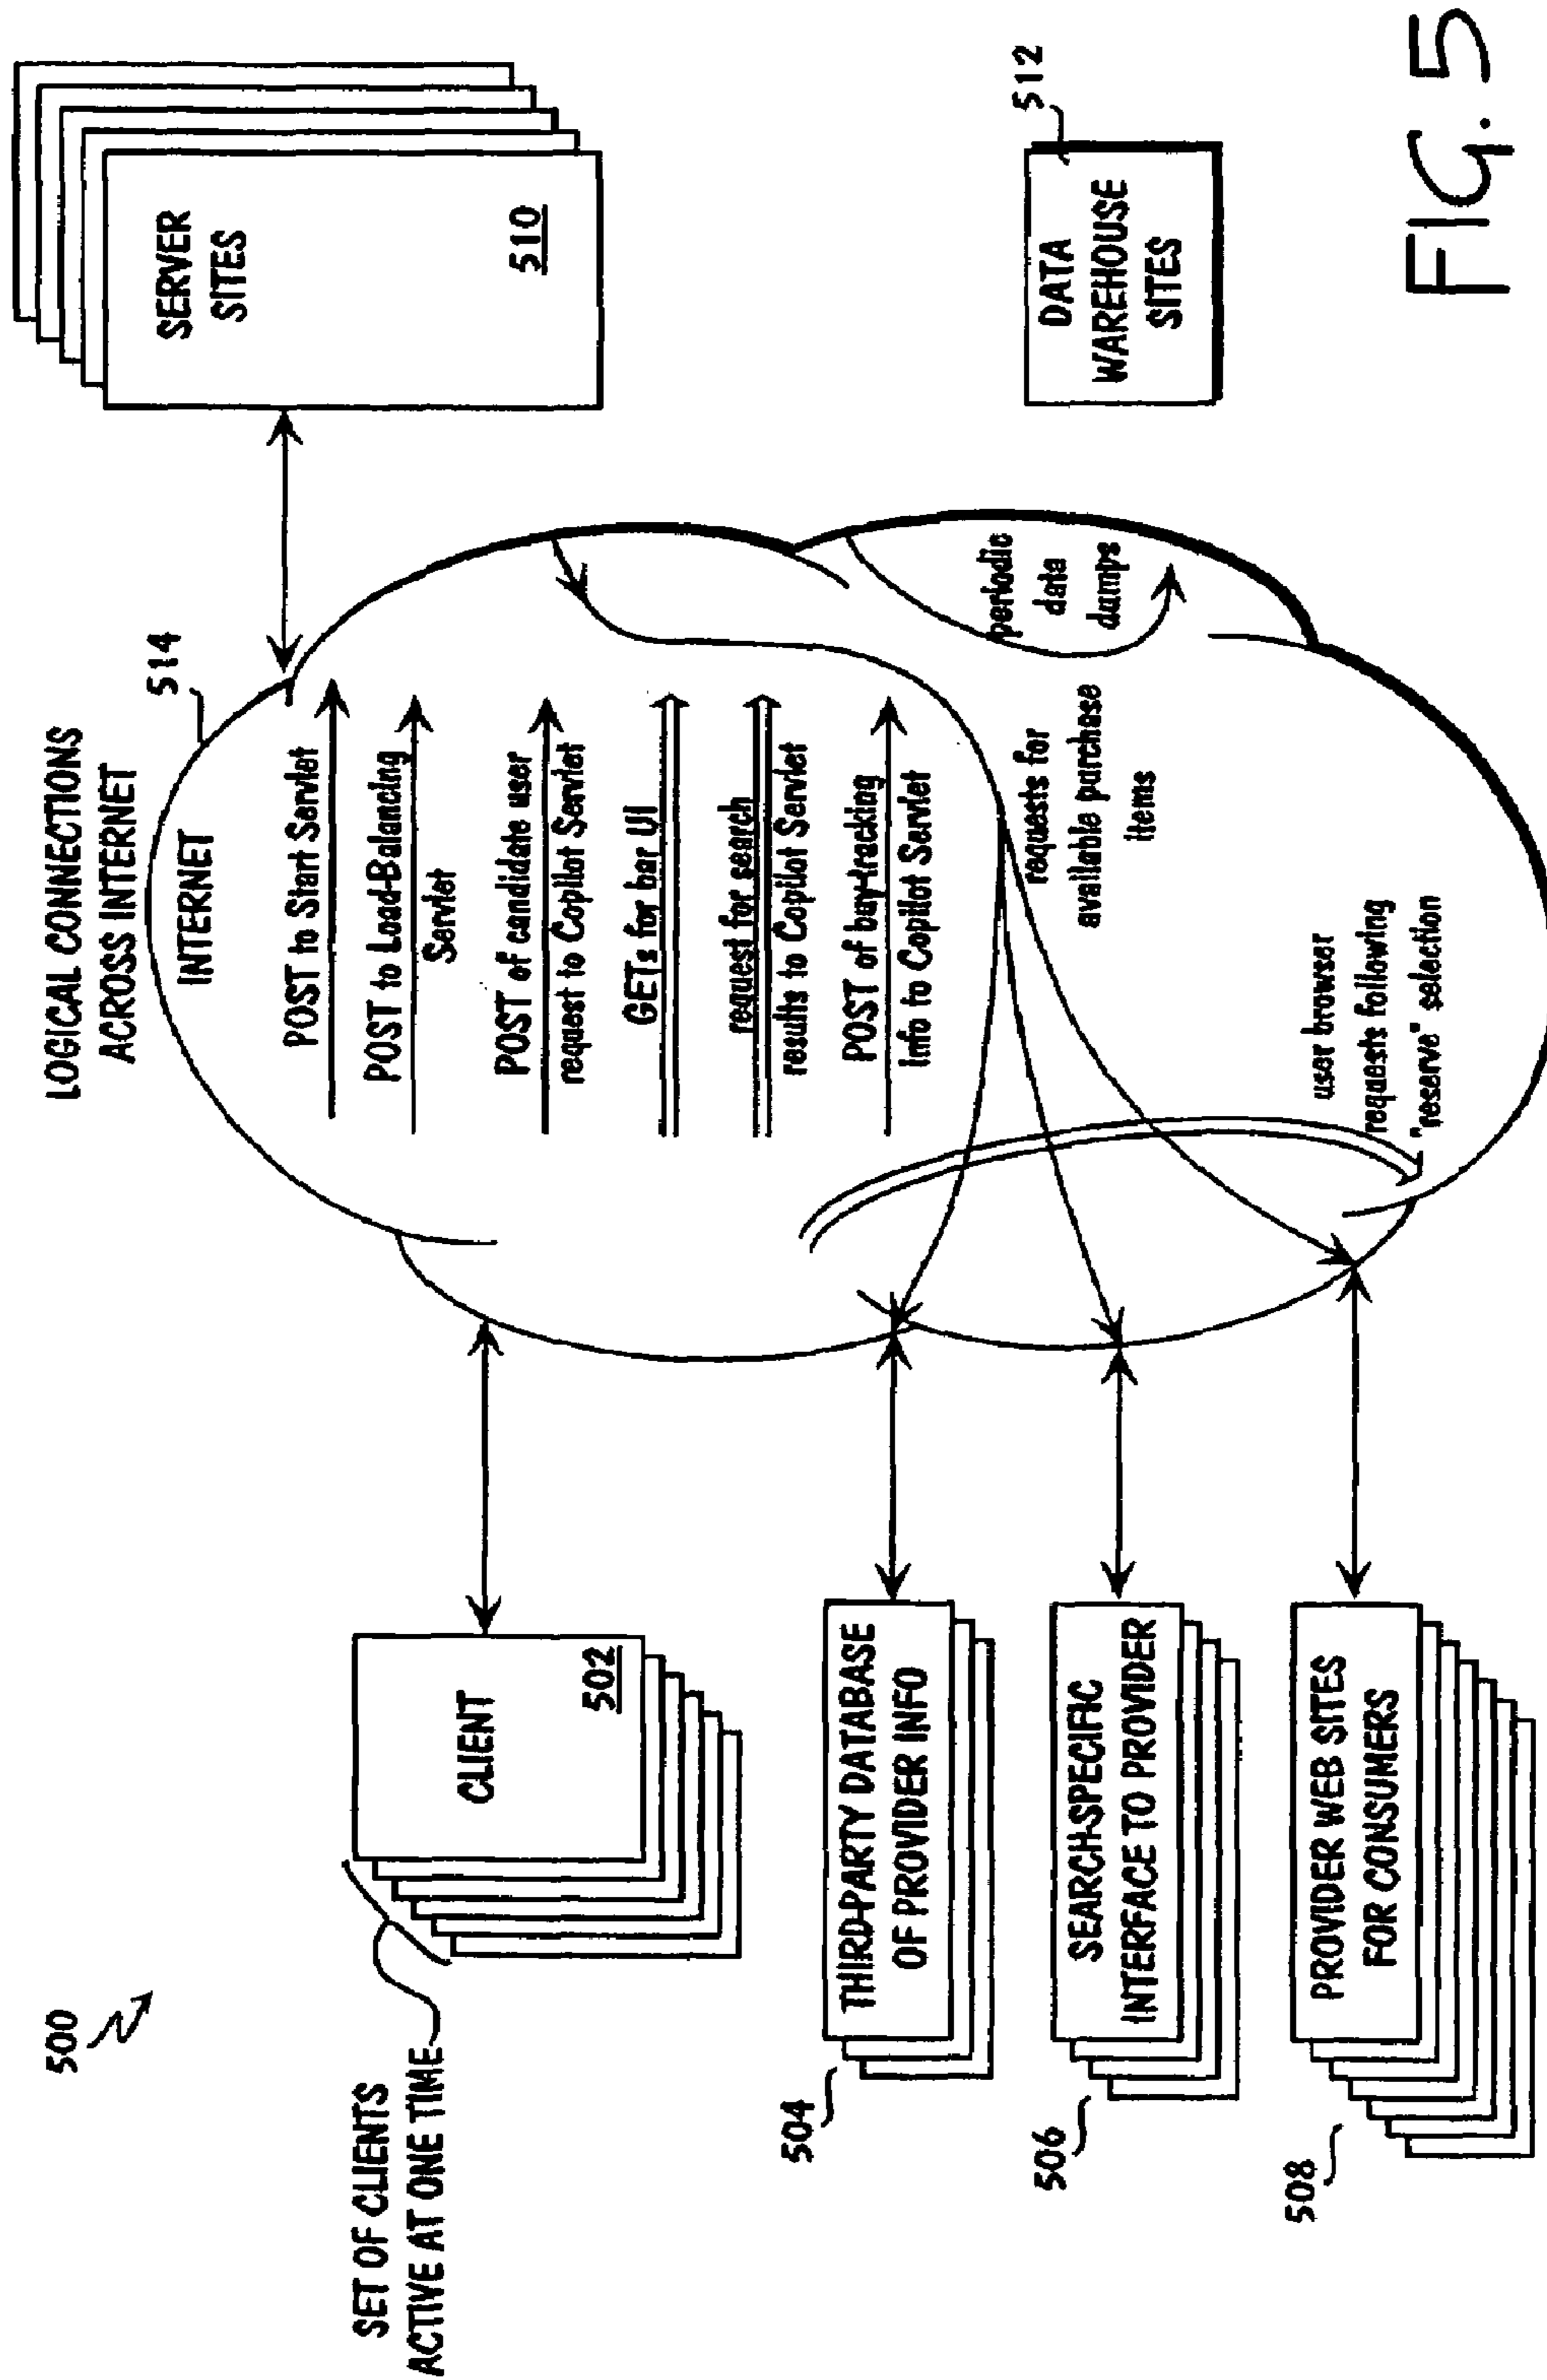 500
LOGICAL CONNECTIONS
ACROSS INTERNET
514
INTERNET
SET OF CLIENTS
ACTIVE AT ONE TIME
CLIENT
502
POST to Start Servlet
POST to Load-Balancing
Servlet
POST of candidate user
request to Copilot Servlet
GETs for bar UI
request for search
results to Copilot Servlet
POST of buy-tracking
info to Copilot Servlet
SERVER
SITES
510
504
THIRD-PARTY DATABASE
OF PROVIDER INFO
506
SEARCH-SPECIFIC
INTERFACE TO PROVIDER
508
PROVIDER WEB SITES
FOR CONSUMERS
requests for
available purchase
items
periodic
data
dumps
user browser
requests following
"reserve" selection
DATA
WAREHOUSE
SITES
512
FIG. 5